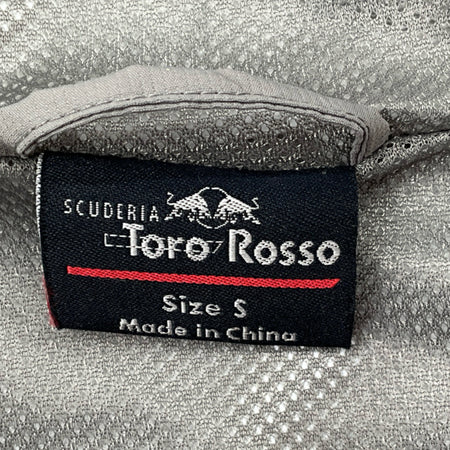 SCUDERIA
Toro Rosso
Size S
Made in China